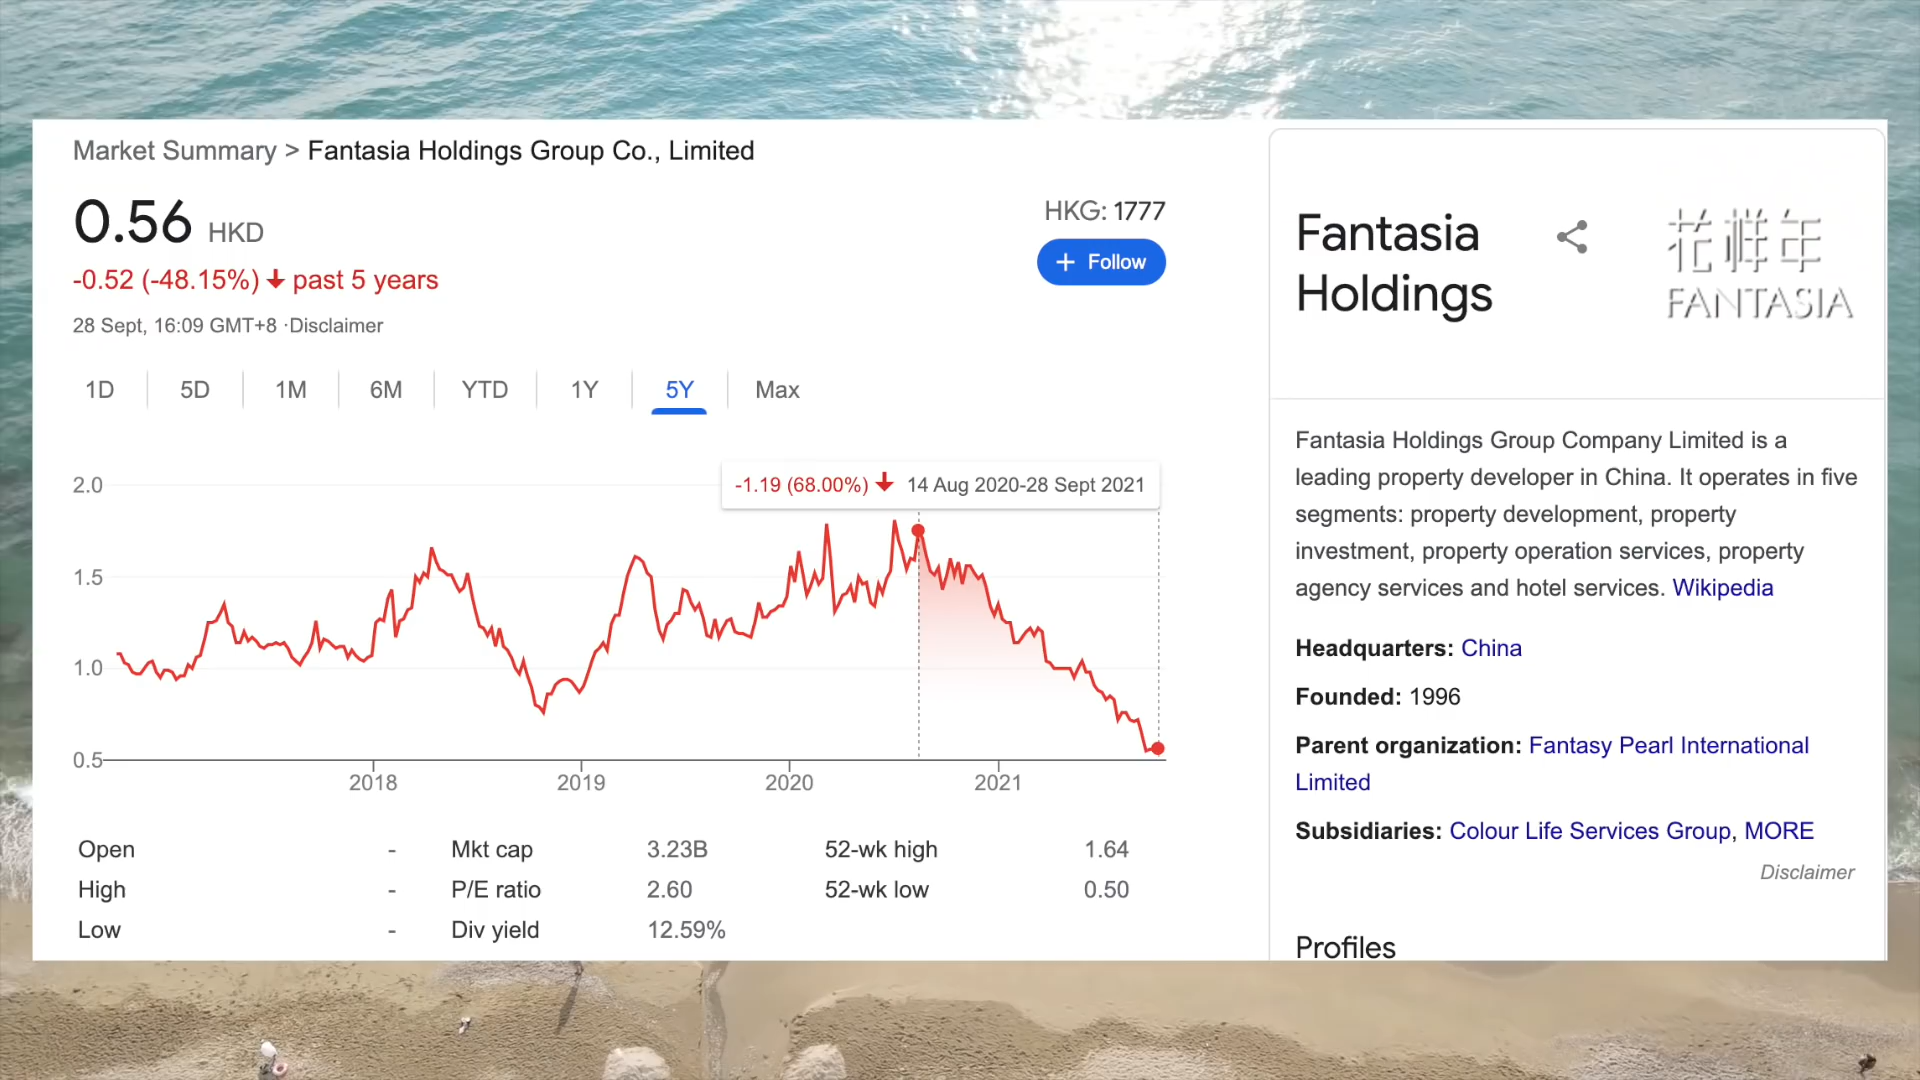 Market Summary > Fantasia Holdings Group Co., Limited
0.56 HKD
-0.52 (-48.15%) past 5 years
28 Sept, 16:09 GMT+8 ·Disclaimer
HKG: 1777
+ Follow
1D 5D 1M 6M YTD 1Y 5Y Max
-1.19 (68.00%) 14 Aug 2020-28 Sept 2021
2.0
1.5
1.0
0.5
2018 2019 2020 2021
Open - Mkt cap 3.23B 52-wk high 1.64
High - P/E ratio 2.60 52-wk low 0.50
Low - Div yield 12.59%
Fantasia
Holdings
花样年
FANTASIA
Fantasia Holdings Group Company Limited is a
leading property developer in China. It operates in five
segments: property development, property
investment, property operation services, property
agency services and hotel services. Wikipedia
Headquarters: China
Founded: 1996
Parent organization: Fantasy Pearl International
Limited
Subsidiaries: Colour Life Services Group, MORE
Disclaimer
Profiles